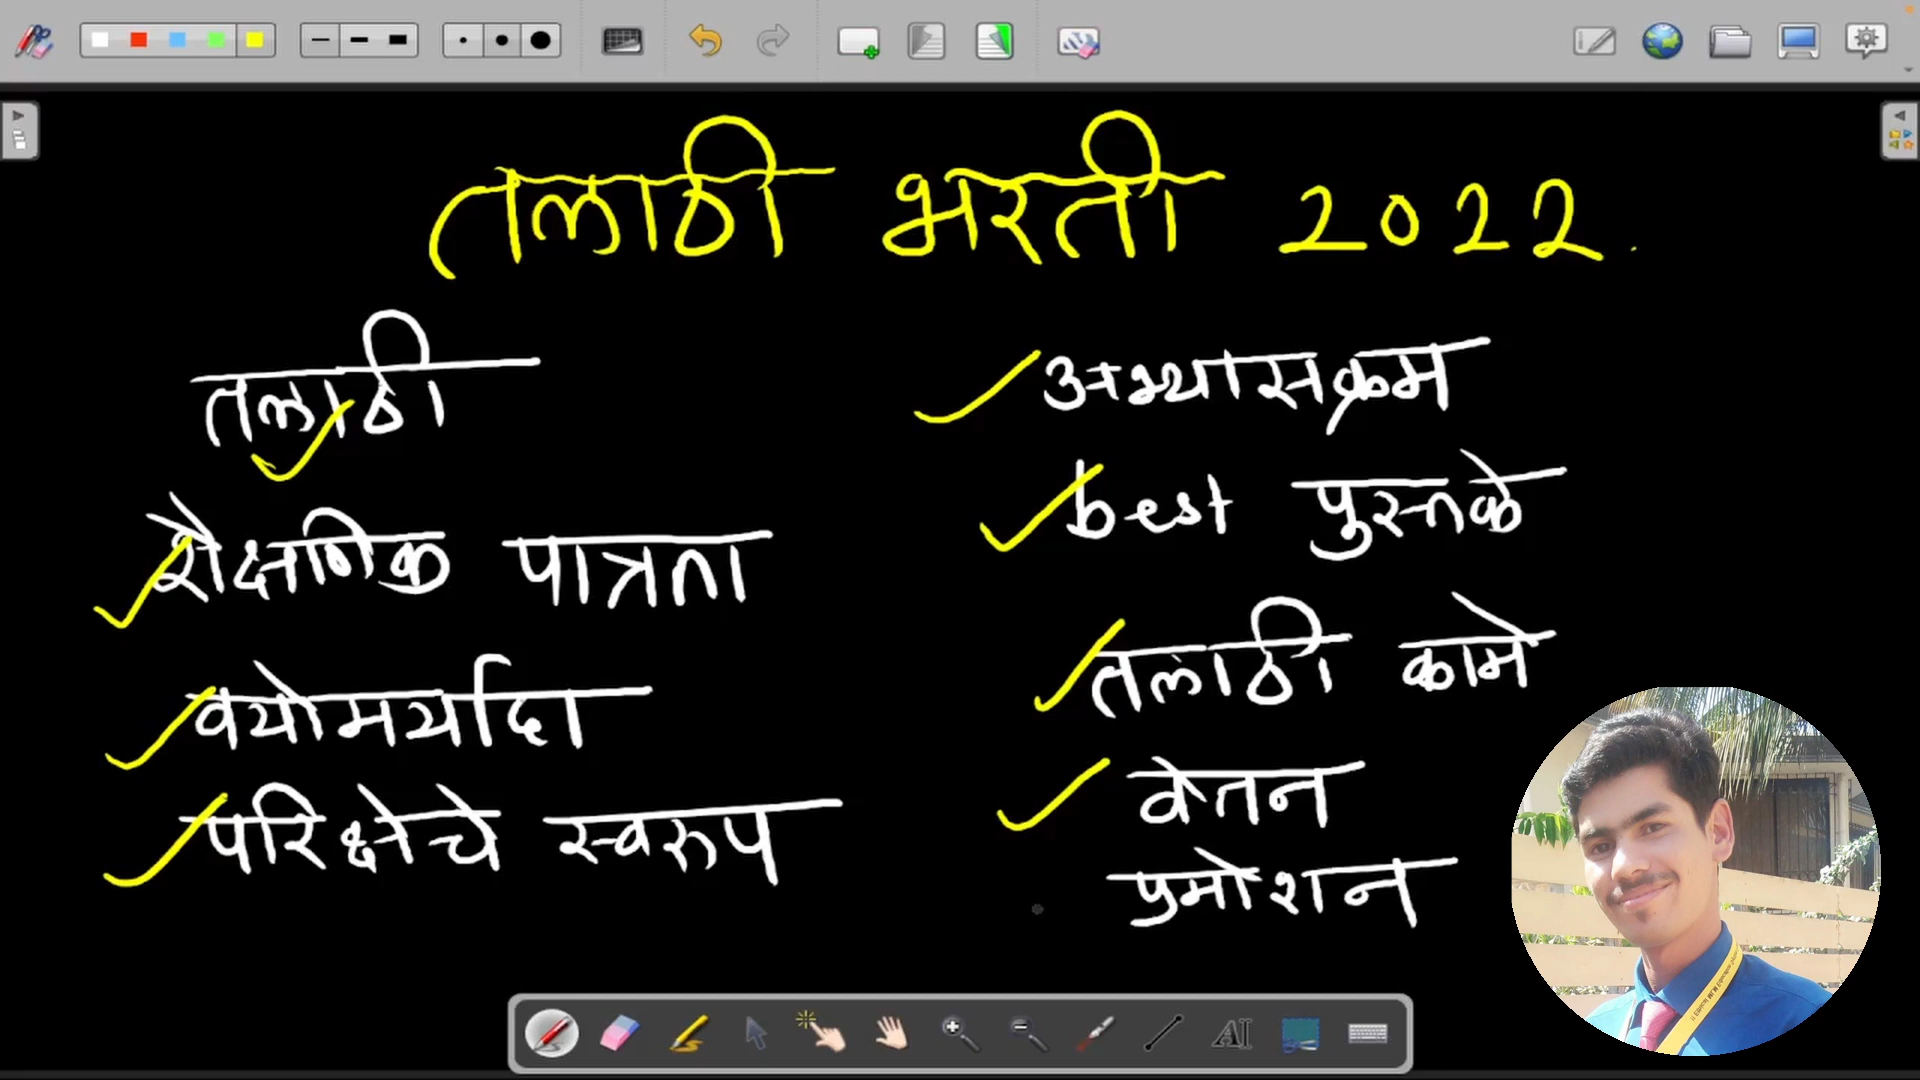 तलाठी भरती 2022.
तलाठी
शैक्षणिक पात्रता
वयोमर्यादा
परिक्षेचे स्वरुप
अभ्यासक्रम
best पुस्तके
तलाठी कामे
वेतन
प्रमोशन